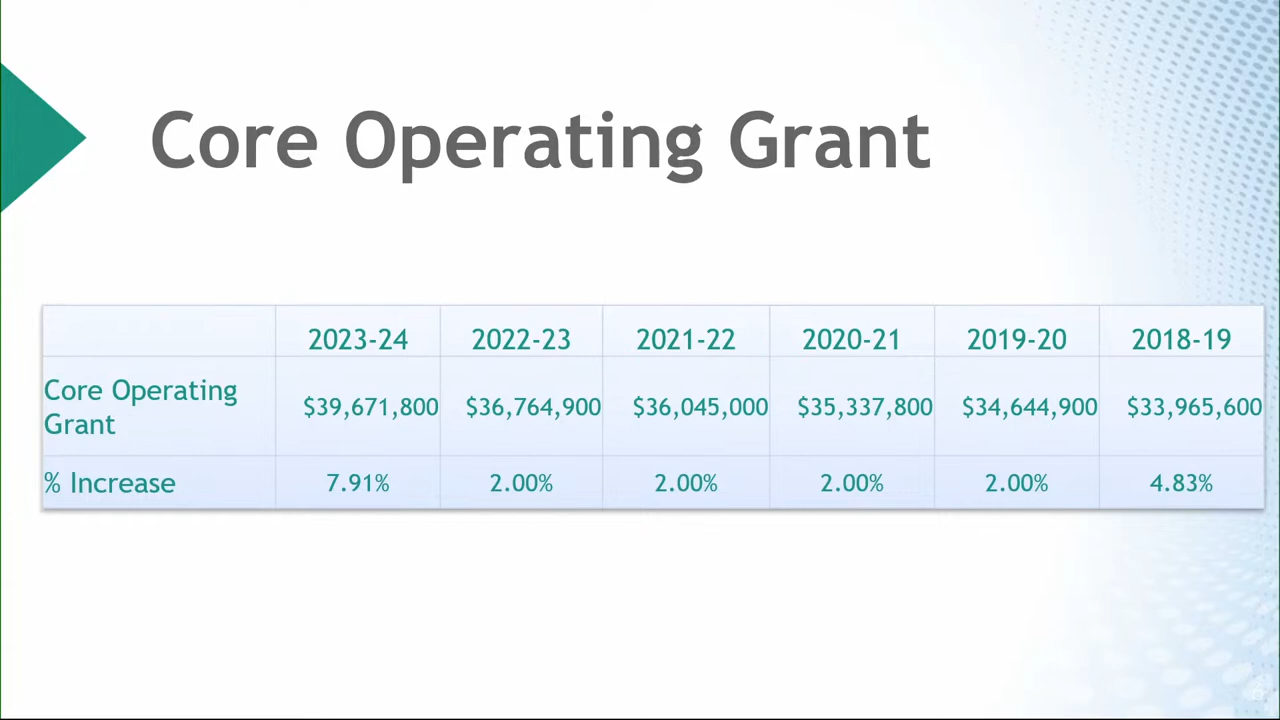 Core Operating Grant
2023-24 2022-23 2021-22 2020-21 2019-20 2018-19
Core Operating
Grant
$39,671,800 $36,764,900 $36,045,000 $35,337,800 $34,644,900 $33,965,600
% Increase 7.91% 2.00% 2.00% 2.00% 2.00% 4.83%